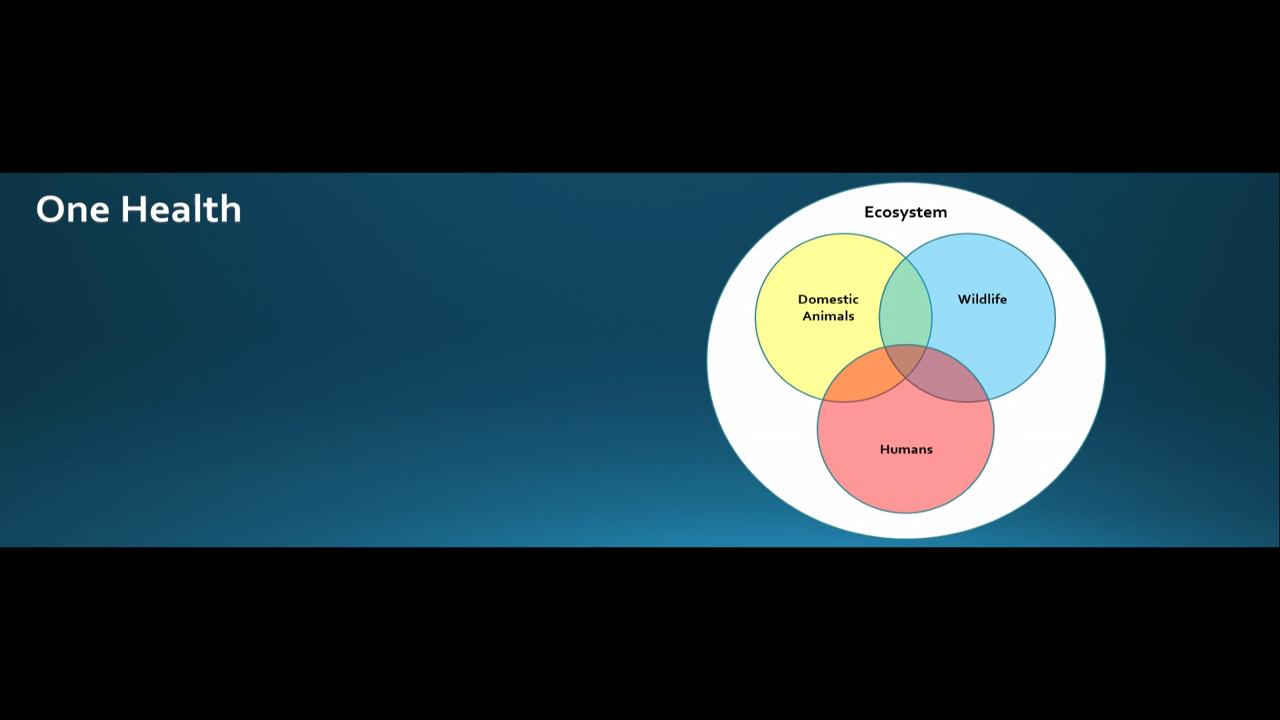 One Health
Ecosystem
Domestic
Animals
Wildlife
Humans